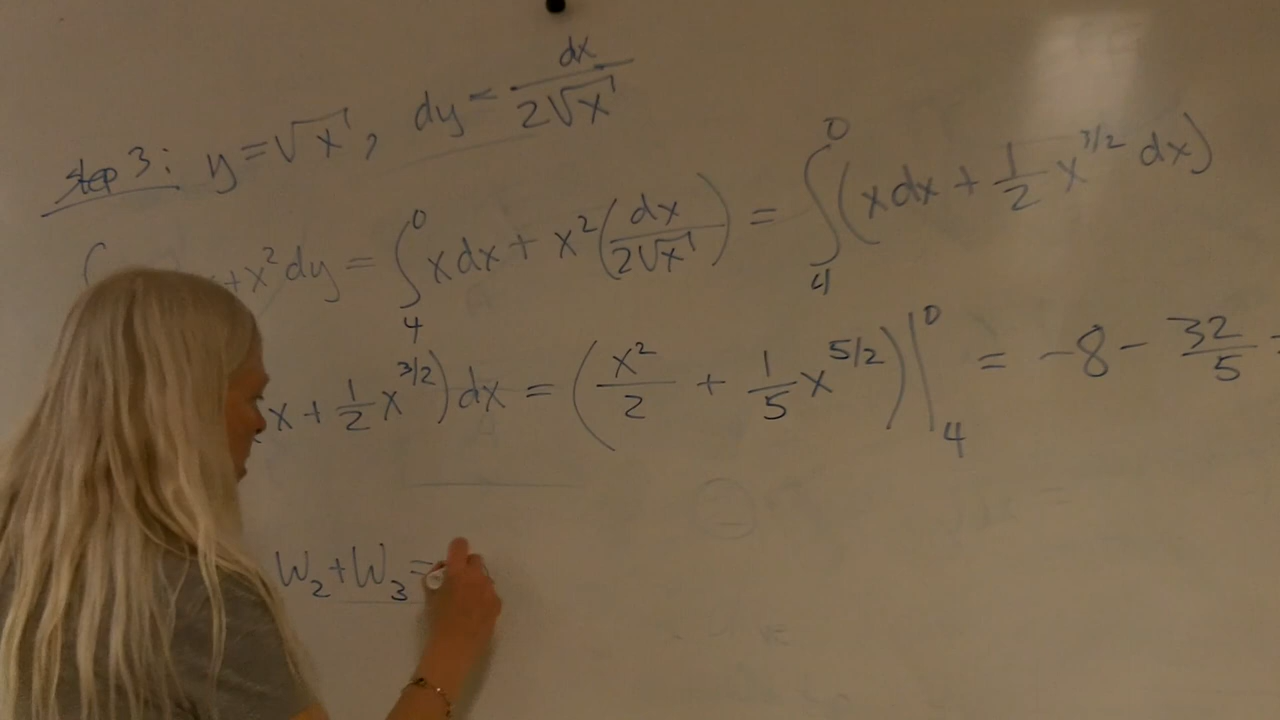 step 3: y = √x, dy = dx / 2√x
+ x² dy = ∫₄⁰ x dx + x² (dx / 2√x) = ∫₄⁰ (x dx + 1/2 x^(3/2) dx)
x + 1/2 x^(3/2)) dx = (x²/2 + 1/5 x^(5/2)) |₄⁰ = -8 - 32/5 =
W₂ + W₃ =